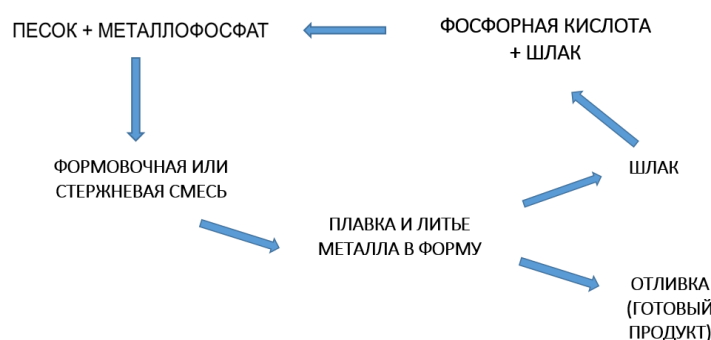 ПЕСОК + МЕТАЛЛОФОСФАТ
ФОСФОРНАЯ КИСЛОТА
+ ШЛАК
ФОРМОВОЧНАЯ ИЛИ
СТЕРЖНЕВАЯ СМЕСЬ
ПЛАВКА И ЛИТЬЕ
МЕТАЛЛА В ФОРМУ
ШЛАК
ОТЛИВКА
(ГОТОВЫЙ
ПРОДУКТ)